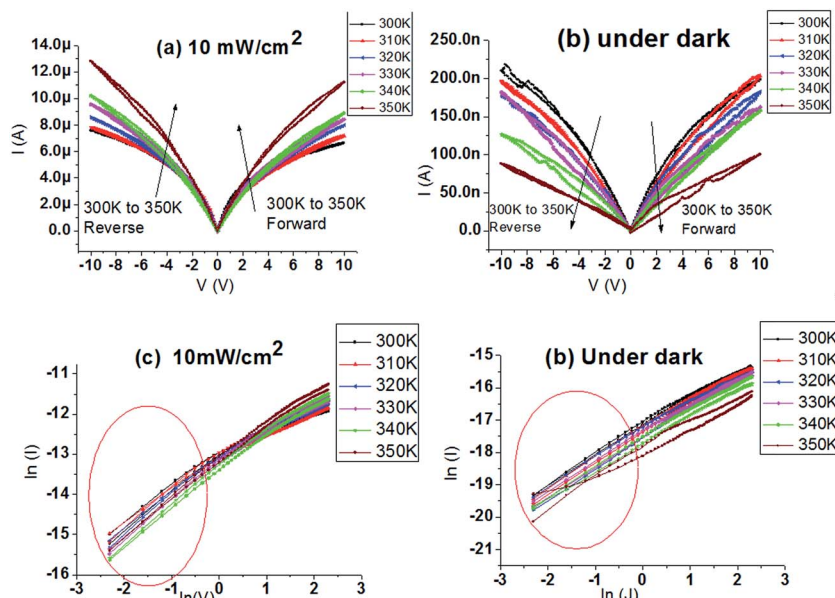 (a) 10 mW/cm2
300K
310K
320K
330K
340K
350K
14.0µ
12.0µ
10.0µ
8.0µ
6.0µ
4.0µ
2.0µ
0.0
I (A)
300K to 350K
Reverse
300K to 350K
Forward
-10 -8 -6 -4 -2 0 2 4 6 8 10
V (V)
(b) under dark
300K
310K
320K
330K
340K
350K
250.0n
200.0n
150.0n
100.0n
50.0n
0.0
I (A)
300K to 350K
Reverse
300K to 350K
Forward
-10 -8 -6 -4 -2 0 2 4 6 8 10
V (V)
(c) 10mW/cm2
300K
310K
320K
330K
340K
350K
-11
-12
-13
-14
-15
-16
ln (I)
-3 -2 -1 0 1 2 3
ln(V)
(b) Under dark
300K
310K
320K
330K
340K
350K
-15
-16
-17
-18
-19
-20
-21
ln (I)
-3 -2 -1 0 1 2 3
ln (J)